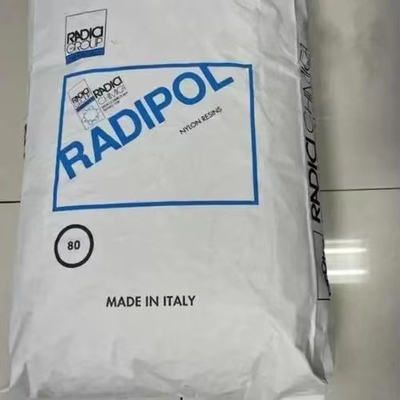 RADICI
GROUP
RADICI
CHIMICA
RADIPOL
NYLON RESINS
80
MADE IN ITALY
RADICI CHIMICA